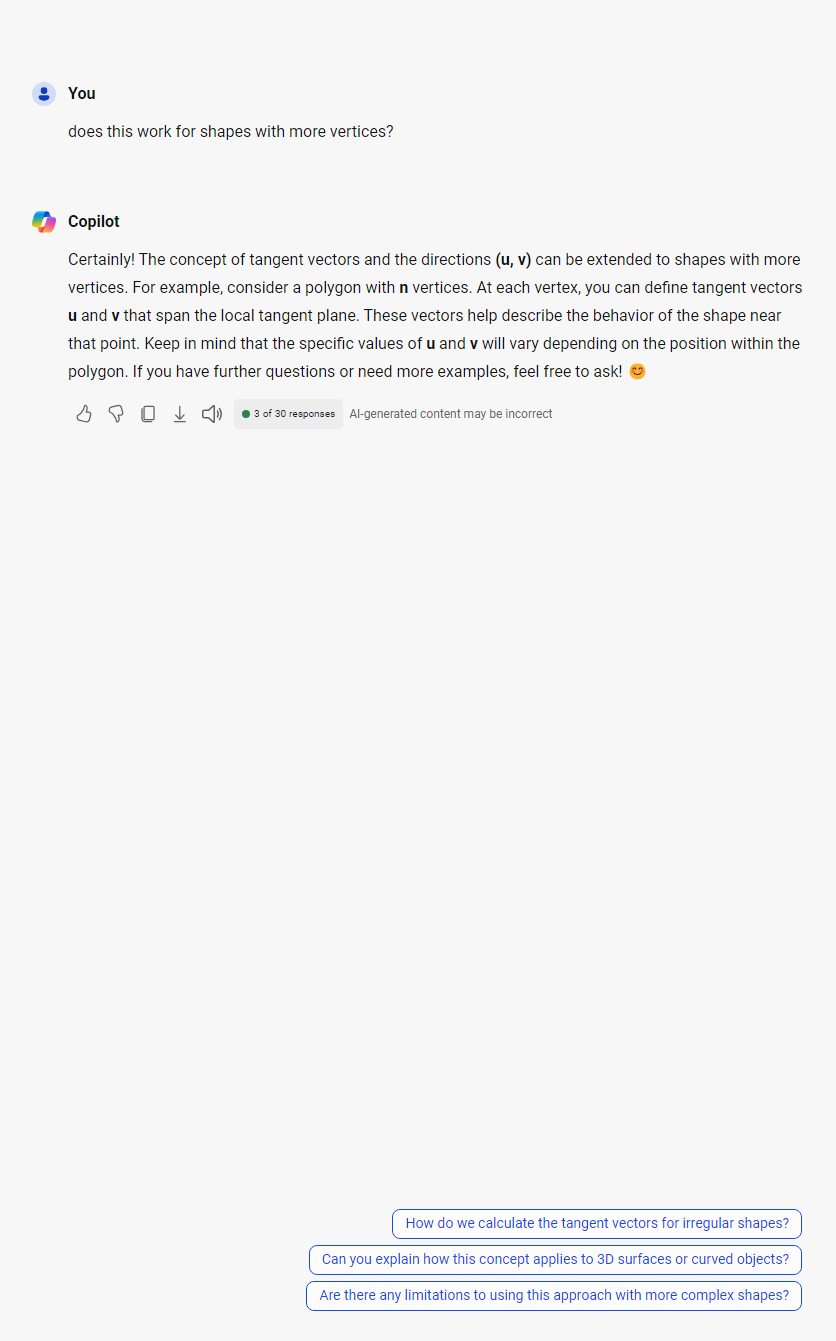 You
does this work for shapes with more vertices?
Copilot
Certainly! The concept of tangent vectors and the directions (u, v) can be extended to shapes with more
vertices. For example, consider a polygon with n vertices. At each vertex, you can define tangent vectors
u and v that span the local tangent plane. These vectors help describe the behavior of the shape near
that point. Keep in mind that the specific values of u and v will vary depending on the position within the
polygon. If you have further questions or need more examples, feel free to ask! 😊
3 of 30 responses AI-generated content may be incorrect
How do we calculate the tangent vectors for irregular shapes?
Can you explain how this concept applies to 3D surfaces or curved objects?
Are there any limitations to using this approach with more complex shapes?